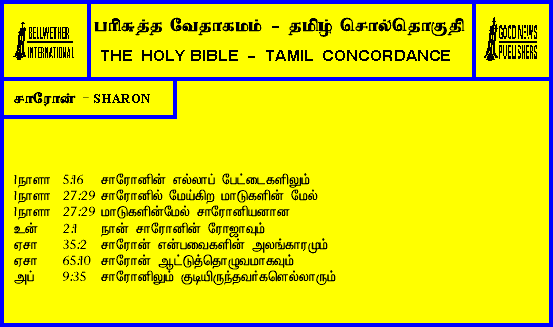 BELLWETHER
INTERNATIONAL
பரிசுத்த வேதாகமம் - தமிழ் சொல்தொகுதி
THE HOLY BIBLE - TAMIL CONCORDANCE
GOOD NEWS
PUBLISHERS
சாரோன் - SHARON
1நாளா 5:16 சாரோனின் எல்லாப் பேட்டைகளிலும்
1நாளா 27:29 சாரோனில் மேய்கிற மாடுகளின் மேல்
1நாளா 27:29 மாடுகளின்மேல் சாரோனியனான
உன் 2:1 நான் சாரோனின் ரோஜாவும்
ஏசா 35:2 சாரோன் என்பவைகளின் அலங்காரமும்
ஏசா 65:10 சாரோன் ஆட்டுத்தொழுவமாகவும்
அப் 9:35 சாரோனிலும் குடியிருந்தவர்களெல்லாரும்